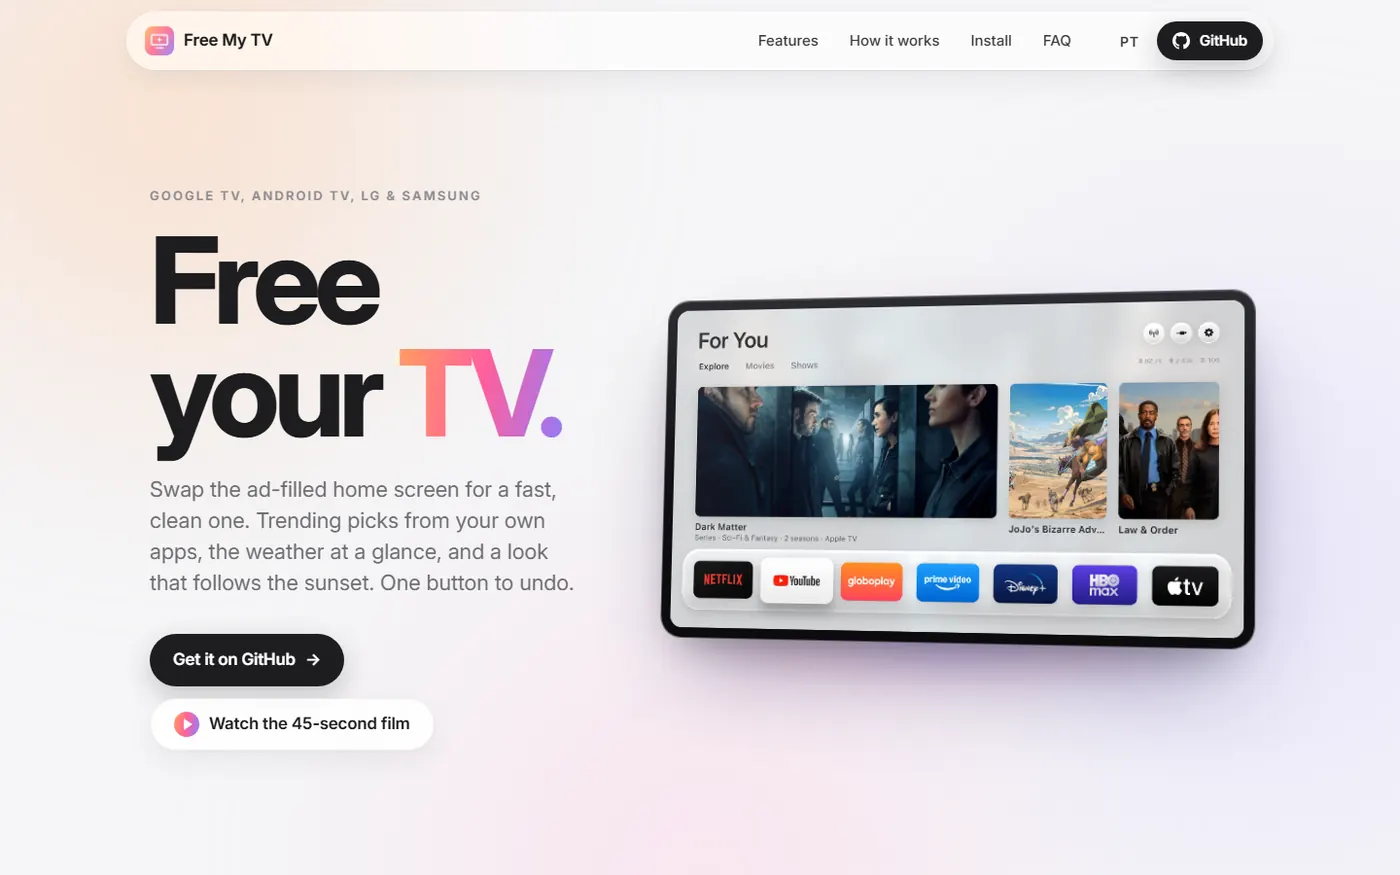 Free My TV
Features
How it works
Install
FAQ
PT
GitHub
GOOGLE TV, ANDROID TV, LG & SAMSUNG
Free
your TV.
Swap the ad-filled home screen for a fast,
clean one. Trending picks from your own
apps, the weather at a glance, and a look
that follows the sunset. One button to undo.
Get it on GitHub →
Watch the 45-second film
For You
Explore
Movies
Shows
Dark Matter
Series · Sci-Fi & Fantasy · 2 seasons · Apple TV
JoJo's Bizarre Adv...
Law & Order
NETFLIX
YouTube
globoplay
prime video
Disney+
HBO
max
tv